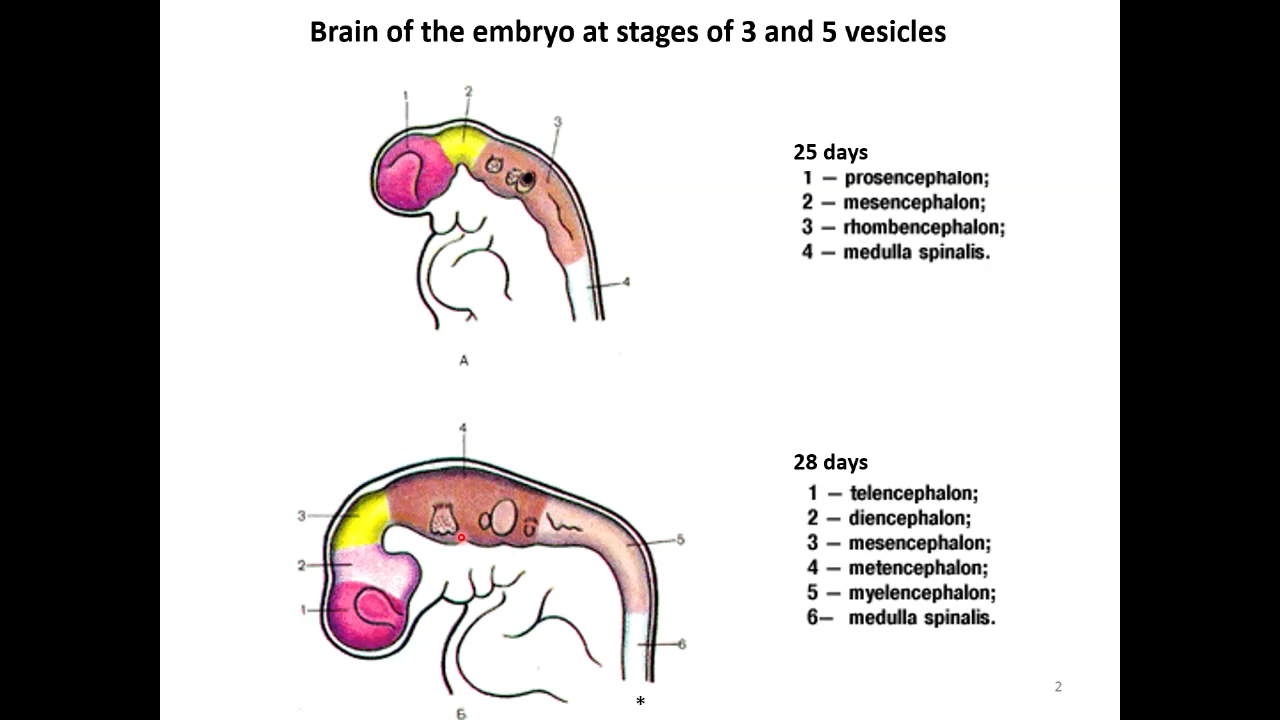 Brain of the embryo at stages of 3 and 5 vesicles
1
2
3
4
A
25 days
1 — prosencephalon;
2 — mesencephalon;
3 — rhombencephalon;
4 — medulla spinalis.
4
3
2
1
5
6
Б
*
28 days
1 — telencephalon;
2 — diencephalon;
3 — mesencephalon;
4 — metencephalon;
5 — myelencephalon;
6— medulla spinalis.
2